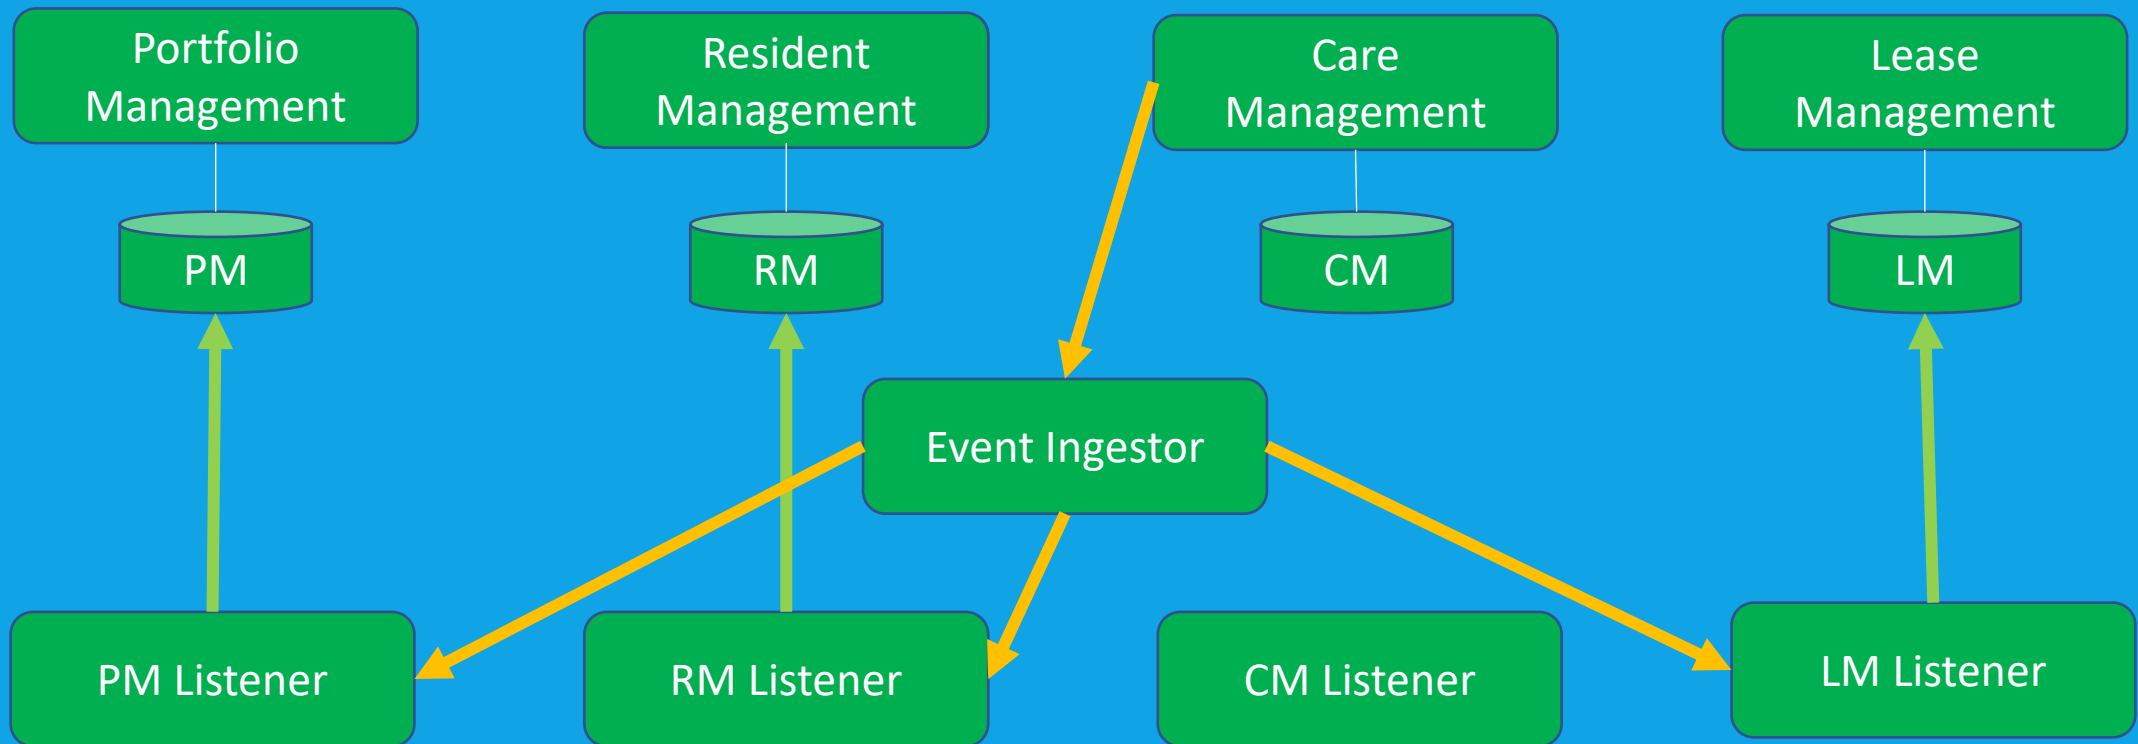 Portfolio
Management
Resident
Management
Care
Management
Lease
Management
PM
RM
CM
LM
Event Ingestor
PM Listener
RM Listener
CM Listener
LM Listener